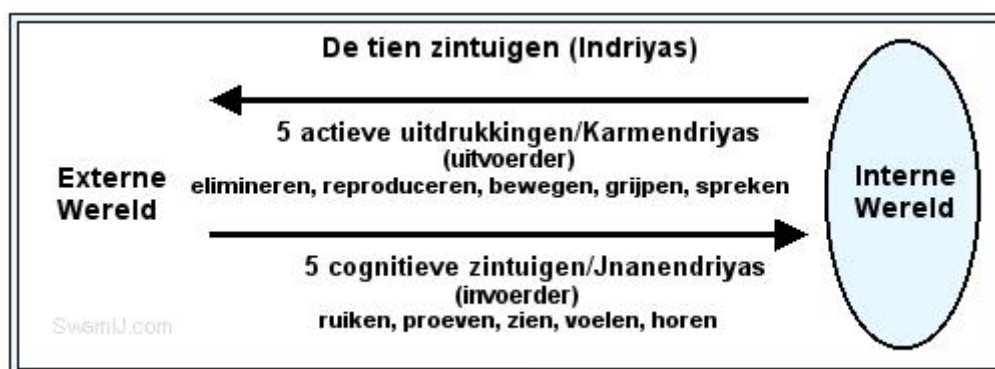 De tien zintuigen (Indriyas)
5 actieve uitdrukkingen/Karmendriyas
(uitvoerder)
elimineren, reproduceren, bewegen, grijpen, spreken
Externe
Wereld
Interne
Wereld
5 cognitieve zintuigen/Jnanendriyas
(invoerder)
ruiken, proeven, zien, voelen, horen
SwamiJ.com